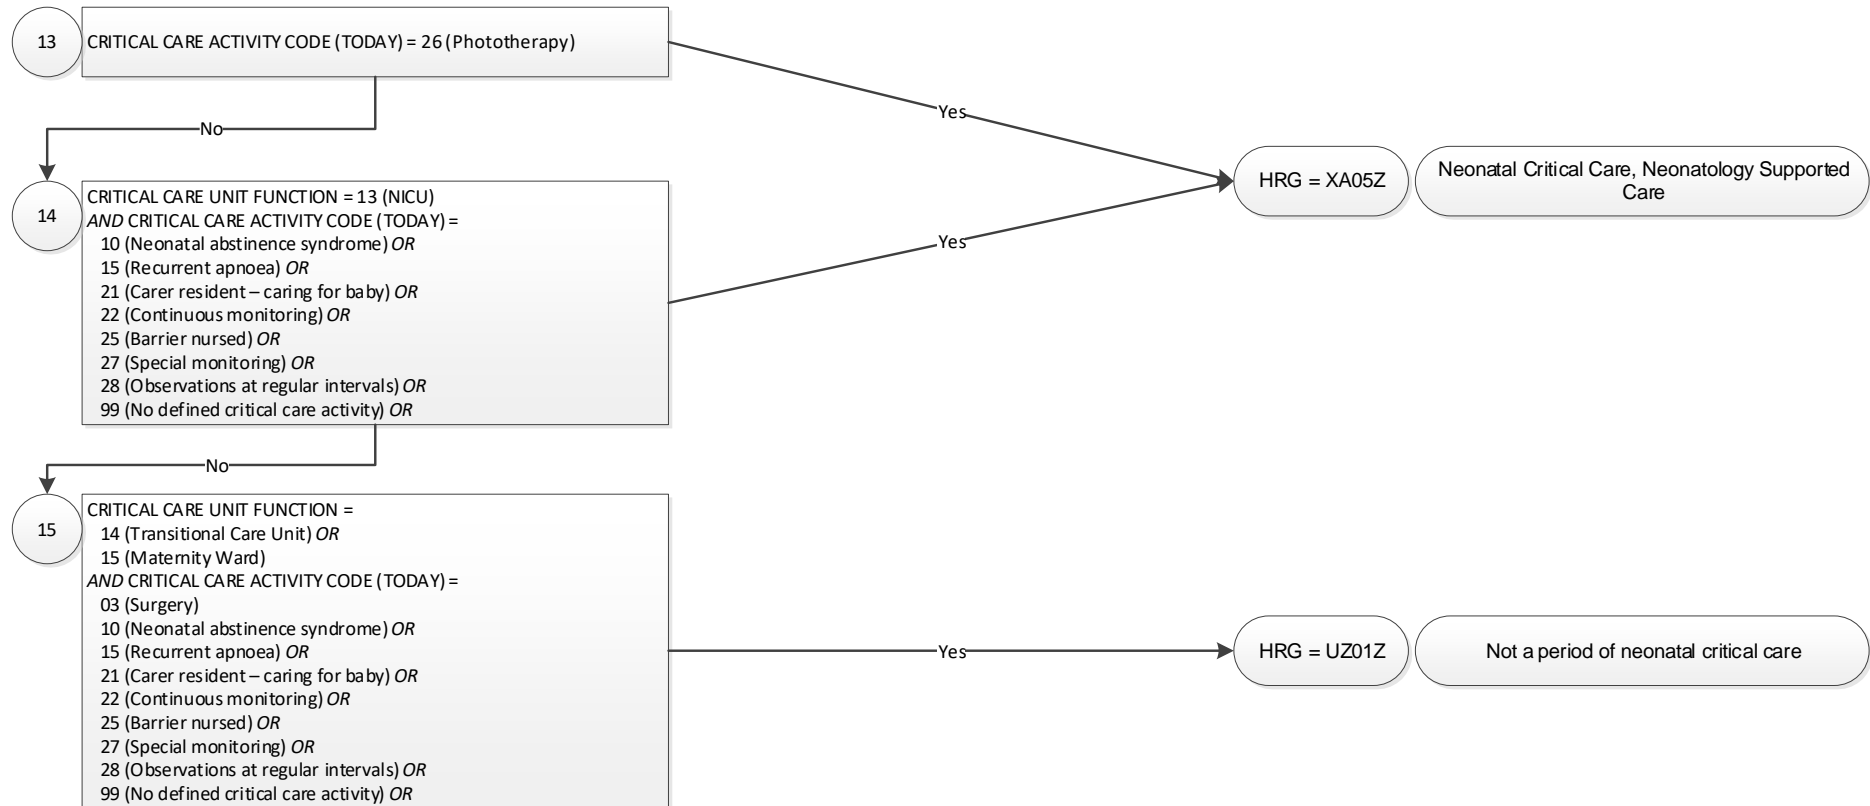 13
CRITICAL CARE ACTIVITY CODE (TODAY) = 26 (Phototherapy)
Yes
No
HRG = XA05Z
Neonatal Critical Care, Neonatology Supported
Care
14
CRITICAL CARE UNIT FUNCTION = 13 (NICU)
AND CRITICAL CARE ACTIVITY CODE (TODAY) =
10 (Neonatal abstinence syndrome) OR
15 (Recurrent apnoea) OR
21 (Carer resident – caring for baby) OR
22 (Continuous monitoring) OR
25 (Barrier nursed) OR
27 (Special monitoring) OR
28 (Observations at regular intervals) OR
99 (No defined critical care activity) OR
Yes
No
15
CRITICAL CARE UNIT FUNCTION =
14 (Transitional Care Unit) OR
15 (Maternity Ward)
AND CRITICAL CARE ACTIVITY CODE (TODAY) =
03 (Surgery)
10 (Neonatal abstinence syndrome) OR
15 (Recurrent apnoea) OR
21 (Carer resident – caring for baby) OR
22 (Continuous monitoring) OR
25 (Barrier nursed) OR
27 (Special monitoring) OR
28 (Observations at regular intervals) OR
99 (No defined critical care activity) OR
Yes
HRG = UZ01Z
Not a period of neonatal critical care